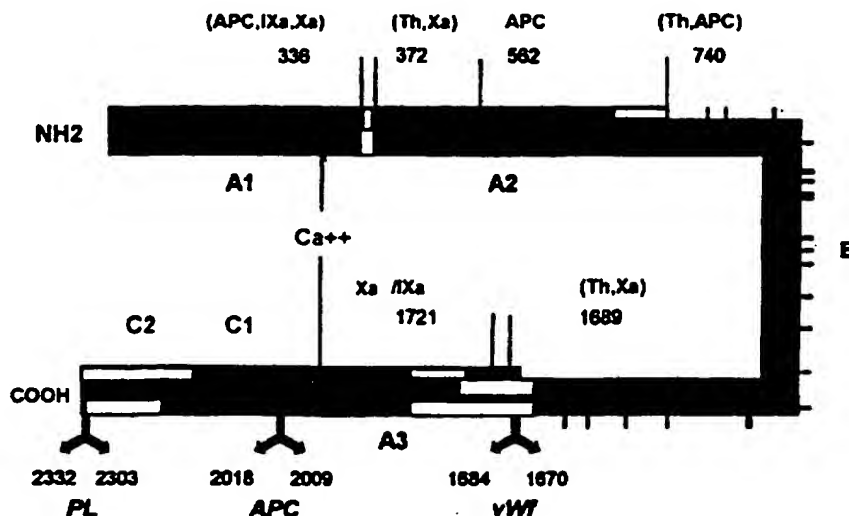 (APC,IXa,Xa) (Th,Xa) APC (Th,APC)
336 372 562 740
NH2
A1 A2
Ca++
B
Xa /IXa (Th,Xa)
1721 1689
C2 C1
COOH
A3
2332 2303 2018 2009 1684 1670
PL APC vWf